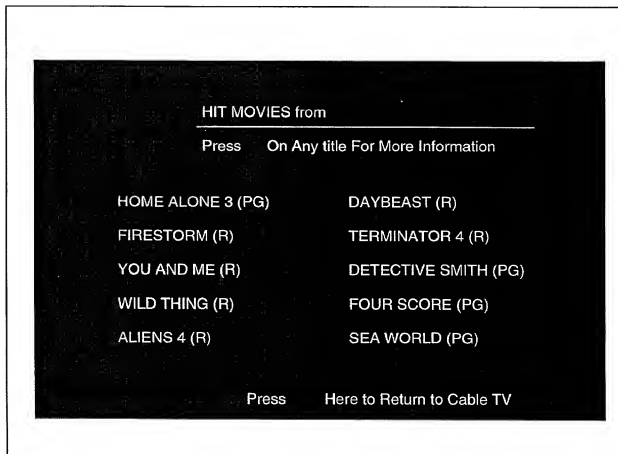 HIT MOVIES from
Press On Any title For More Information
HOME ALONE 3 (PG) DAYBEAST (R)
FIRESTORM (R) TERMINATOR 4 (R)
YOU AND ME (R) DETECTIVE SMITH (PG)
WILD THING (R) FOUR SCORE (PG)
ALIENS 4 (R) SEA WORLD (PG)
Press Here to Return to Cable TV